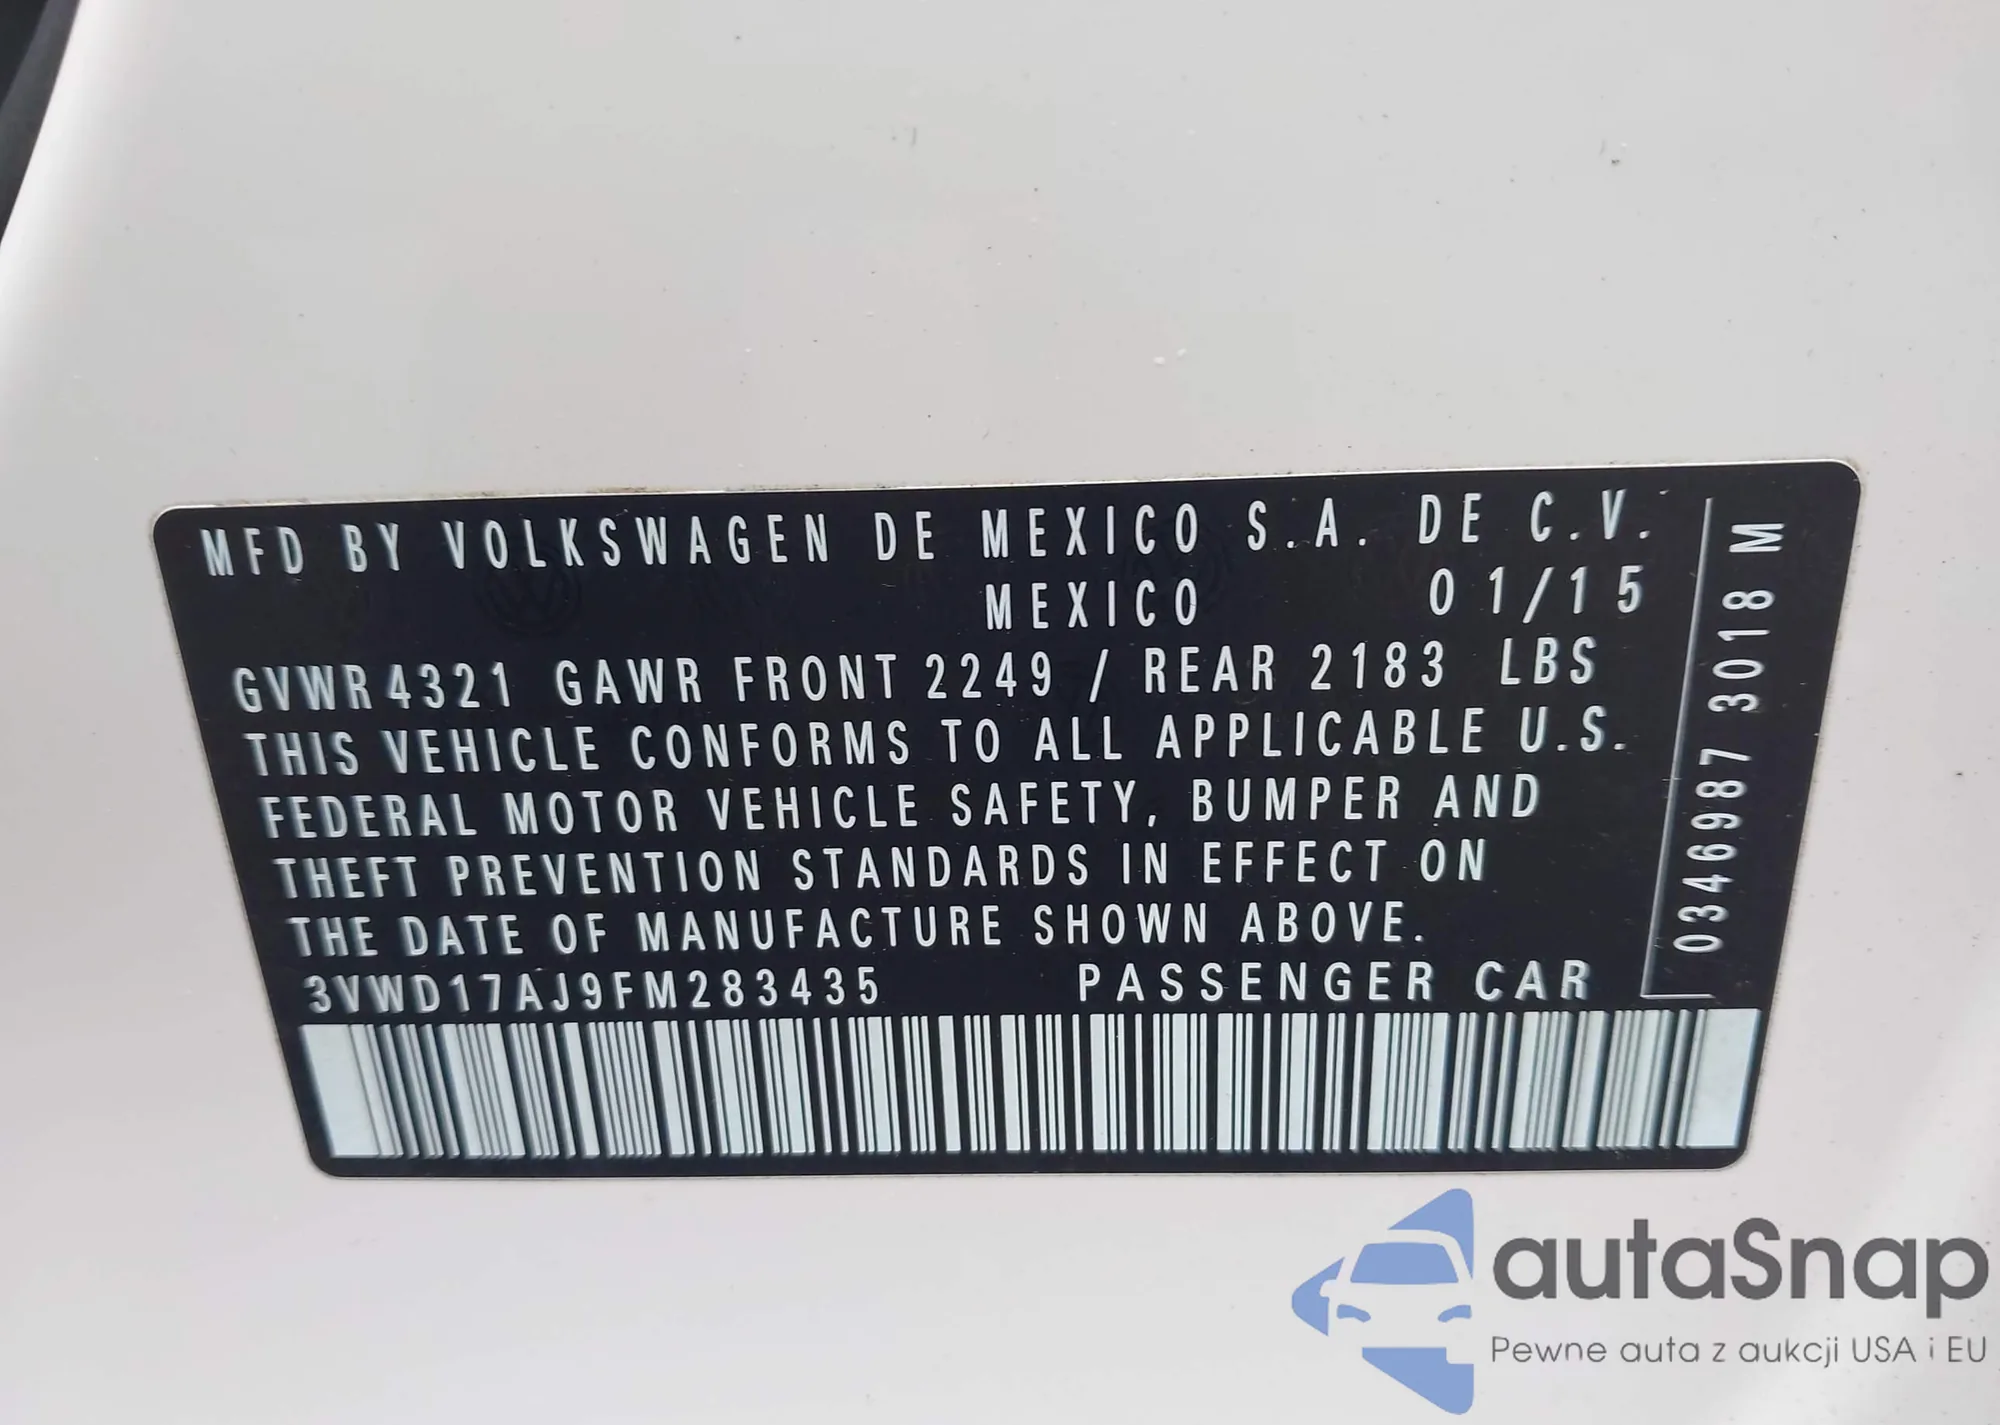 MFD BY VOLKSWAGEN DE MEXICO S.A. DE C.V.
MEXICO 01/15
GVWR 4321 GAWR FRONT 2249 / REAR 2183 LBS
THIS VEHICLE CONFORMS TO ALL APPLICABLE U.S.
FEDERAL MOTOR VEHICLE SAFETY, BUMPER AND
THEFT PREVENTION STANDARDS IN EFFECT ON
THE DATE OF MANUFACTURE SHOWN ABOVE.
3VWD17AJ9FM283435 PASSENGER CAR
0346987 3018 M
autaSnap
Pewne auta z aukcji USA i EU